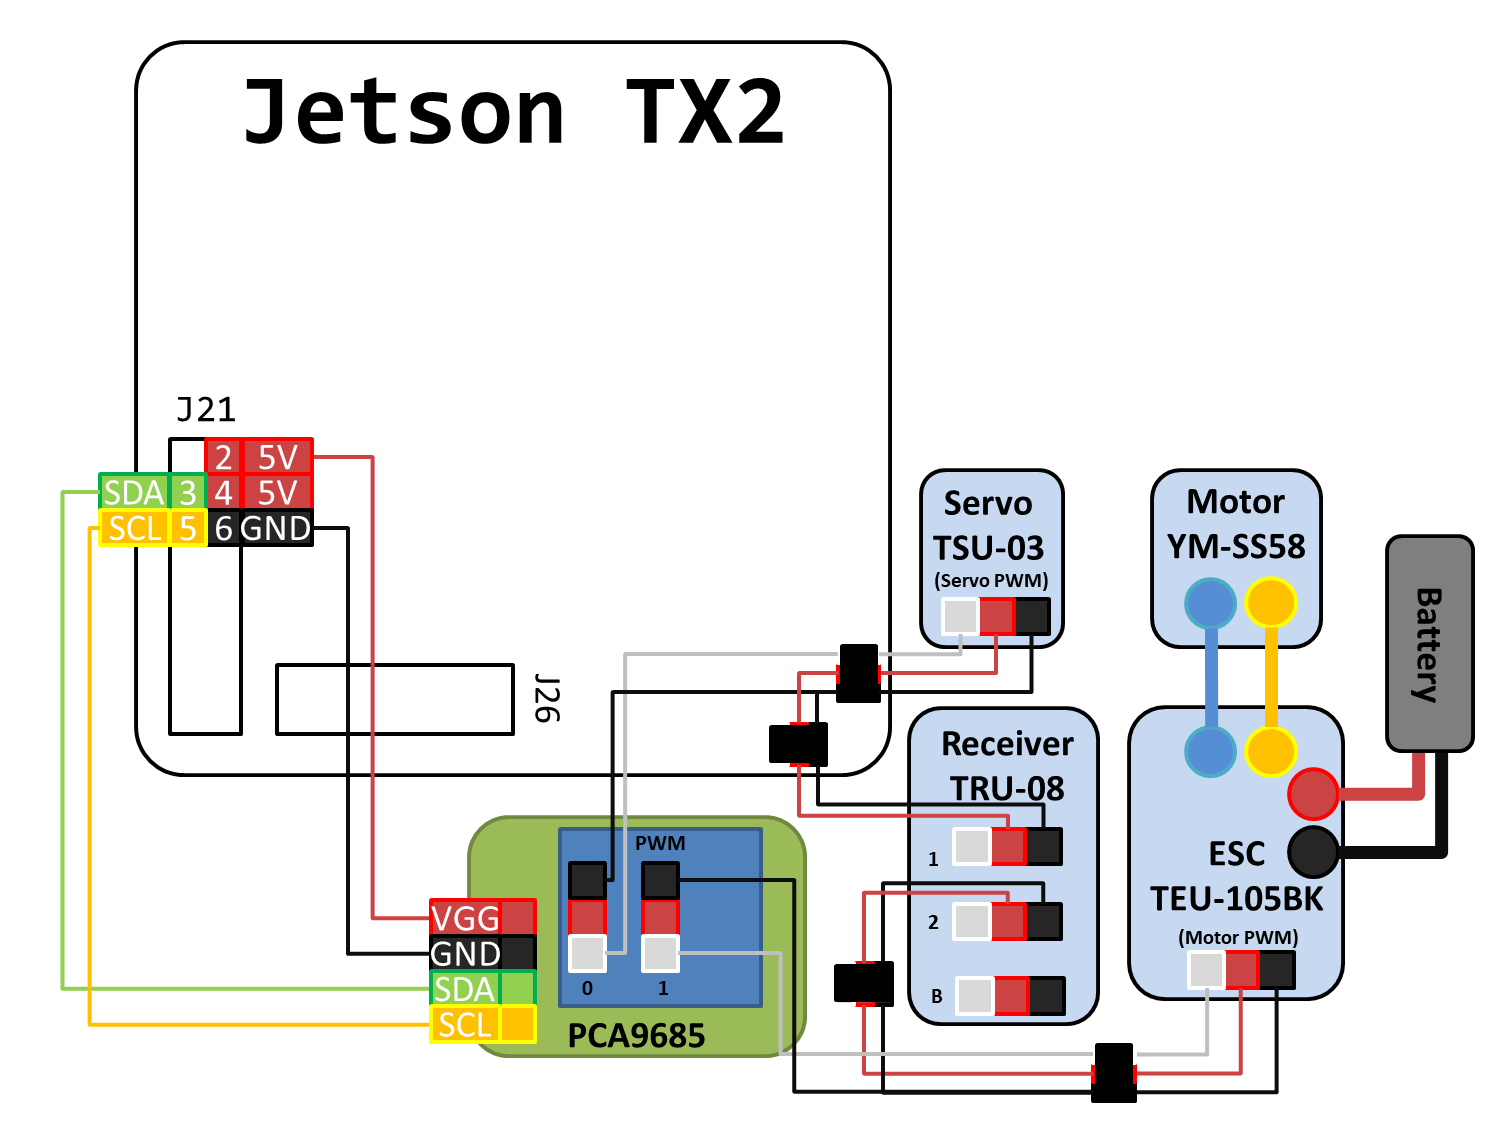 Jetson TX2
J21
2 5V
SDA 3 4 5V
SCL 5 6 GND
J26
Servo
TSU-03
(Servo PWM)
Motor
YM-SS58
Battery
Receiver
TRU-08
1
2
B
ESC
TEU-105BK
(Motor PWM)
PWM
0 1
VGG
GND
SDA
SCL
PCA9685